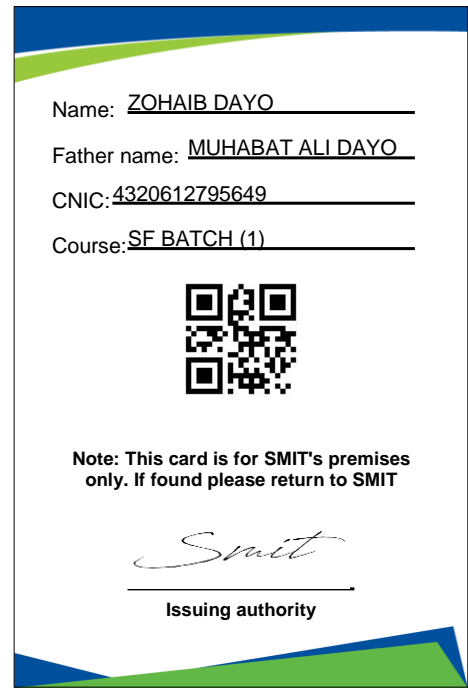 Name: ZOHAIB DAYO
Father name: MUHABAT ALI DAYO
CNIC: 4320612795649
Course: SF BATCH (1)
Note: This card is for SMIT's premises
only. If found please return to SMIT
Smit
Issuing authority